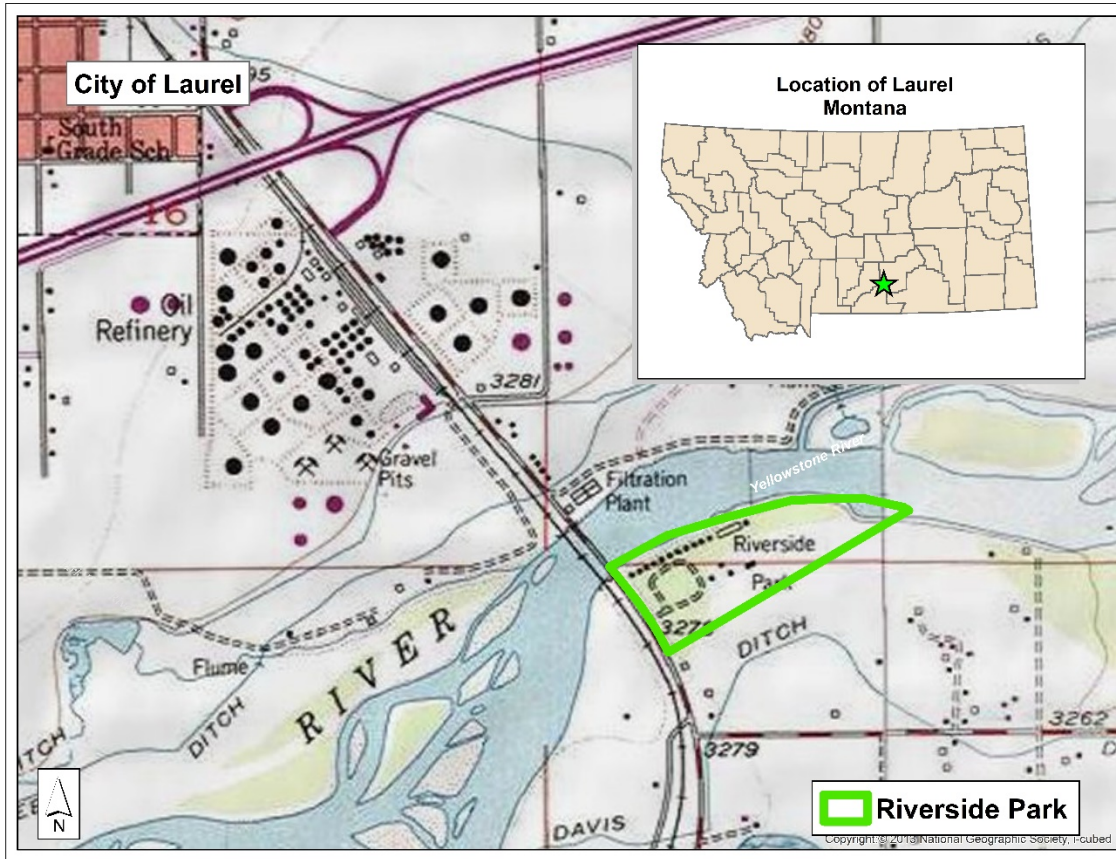 City of Laurel
95
80
Location of Laurel
Montana
South
Grade Sch
16
Oil
Refinery
3281
Gravel
Pits
Filtration
Plant
Yellowstone River
Riverside
Park
DITCH
3279
3262
Flume
DITCH
DITCH
RIVER
DAVIS
N
Riverside Park
Copyright:© 2013 National Geographic Society, i-cubed